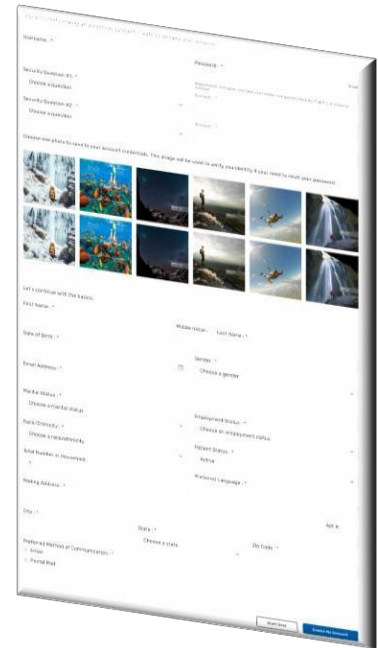 Username : *
Password : *
Security Question #1: *
Choose a question
Answer : *
Security Question #2 : *
Choose a question
Answer : *
Choose one photo to save to your account credentials. This image will be used to verify your identity if you need to reset your password.
Let's continue with the basics.
First Name : *
Middle Initial :
Last Name : *
Date of Birth : *
Gender : *
Choose a gender
Email Address : *
Marital Status : *
Choose a marital status
Employment Status : *
Choose an employment status
Race/Ethnicity : *
Choose a race/ethnicity
Patient Status : *
Active
Total Number in Household :
1
Preferred Language : *
Mailing Address : *
Apt #:
City : *
State : *
Choose a state
Zip Code : *
Preferred Method of Communication : *
Email
Postal Mail
Start Over
Create My Account